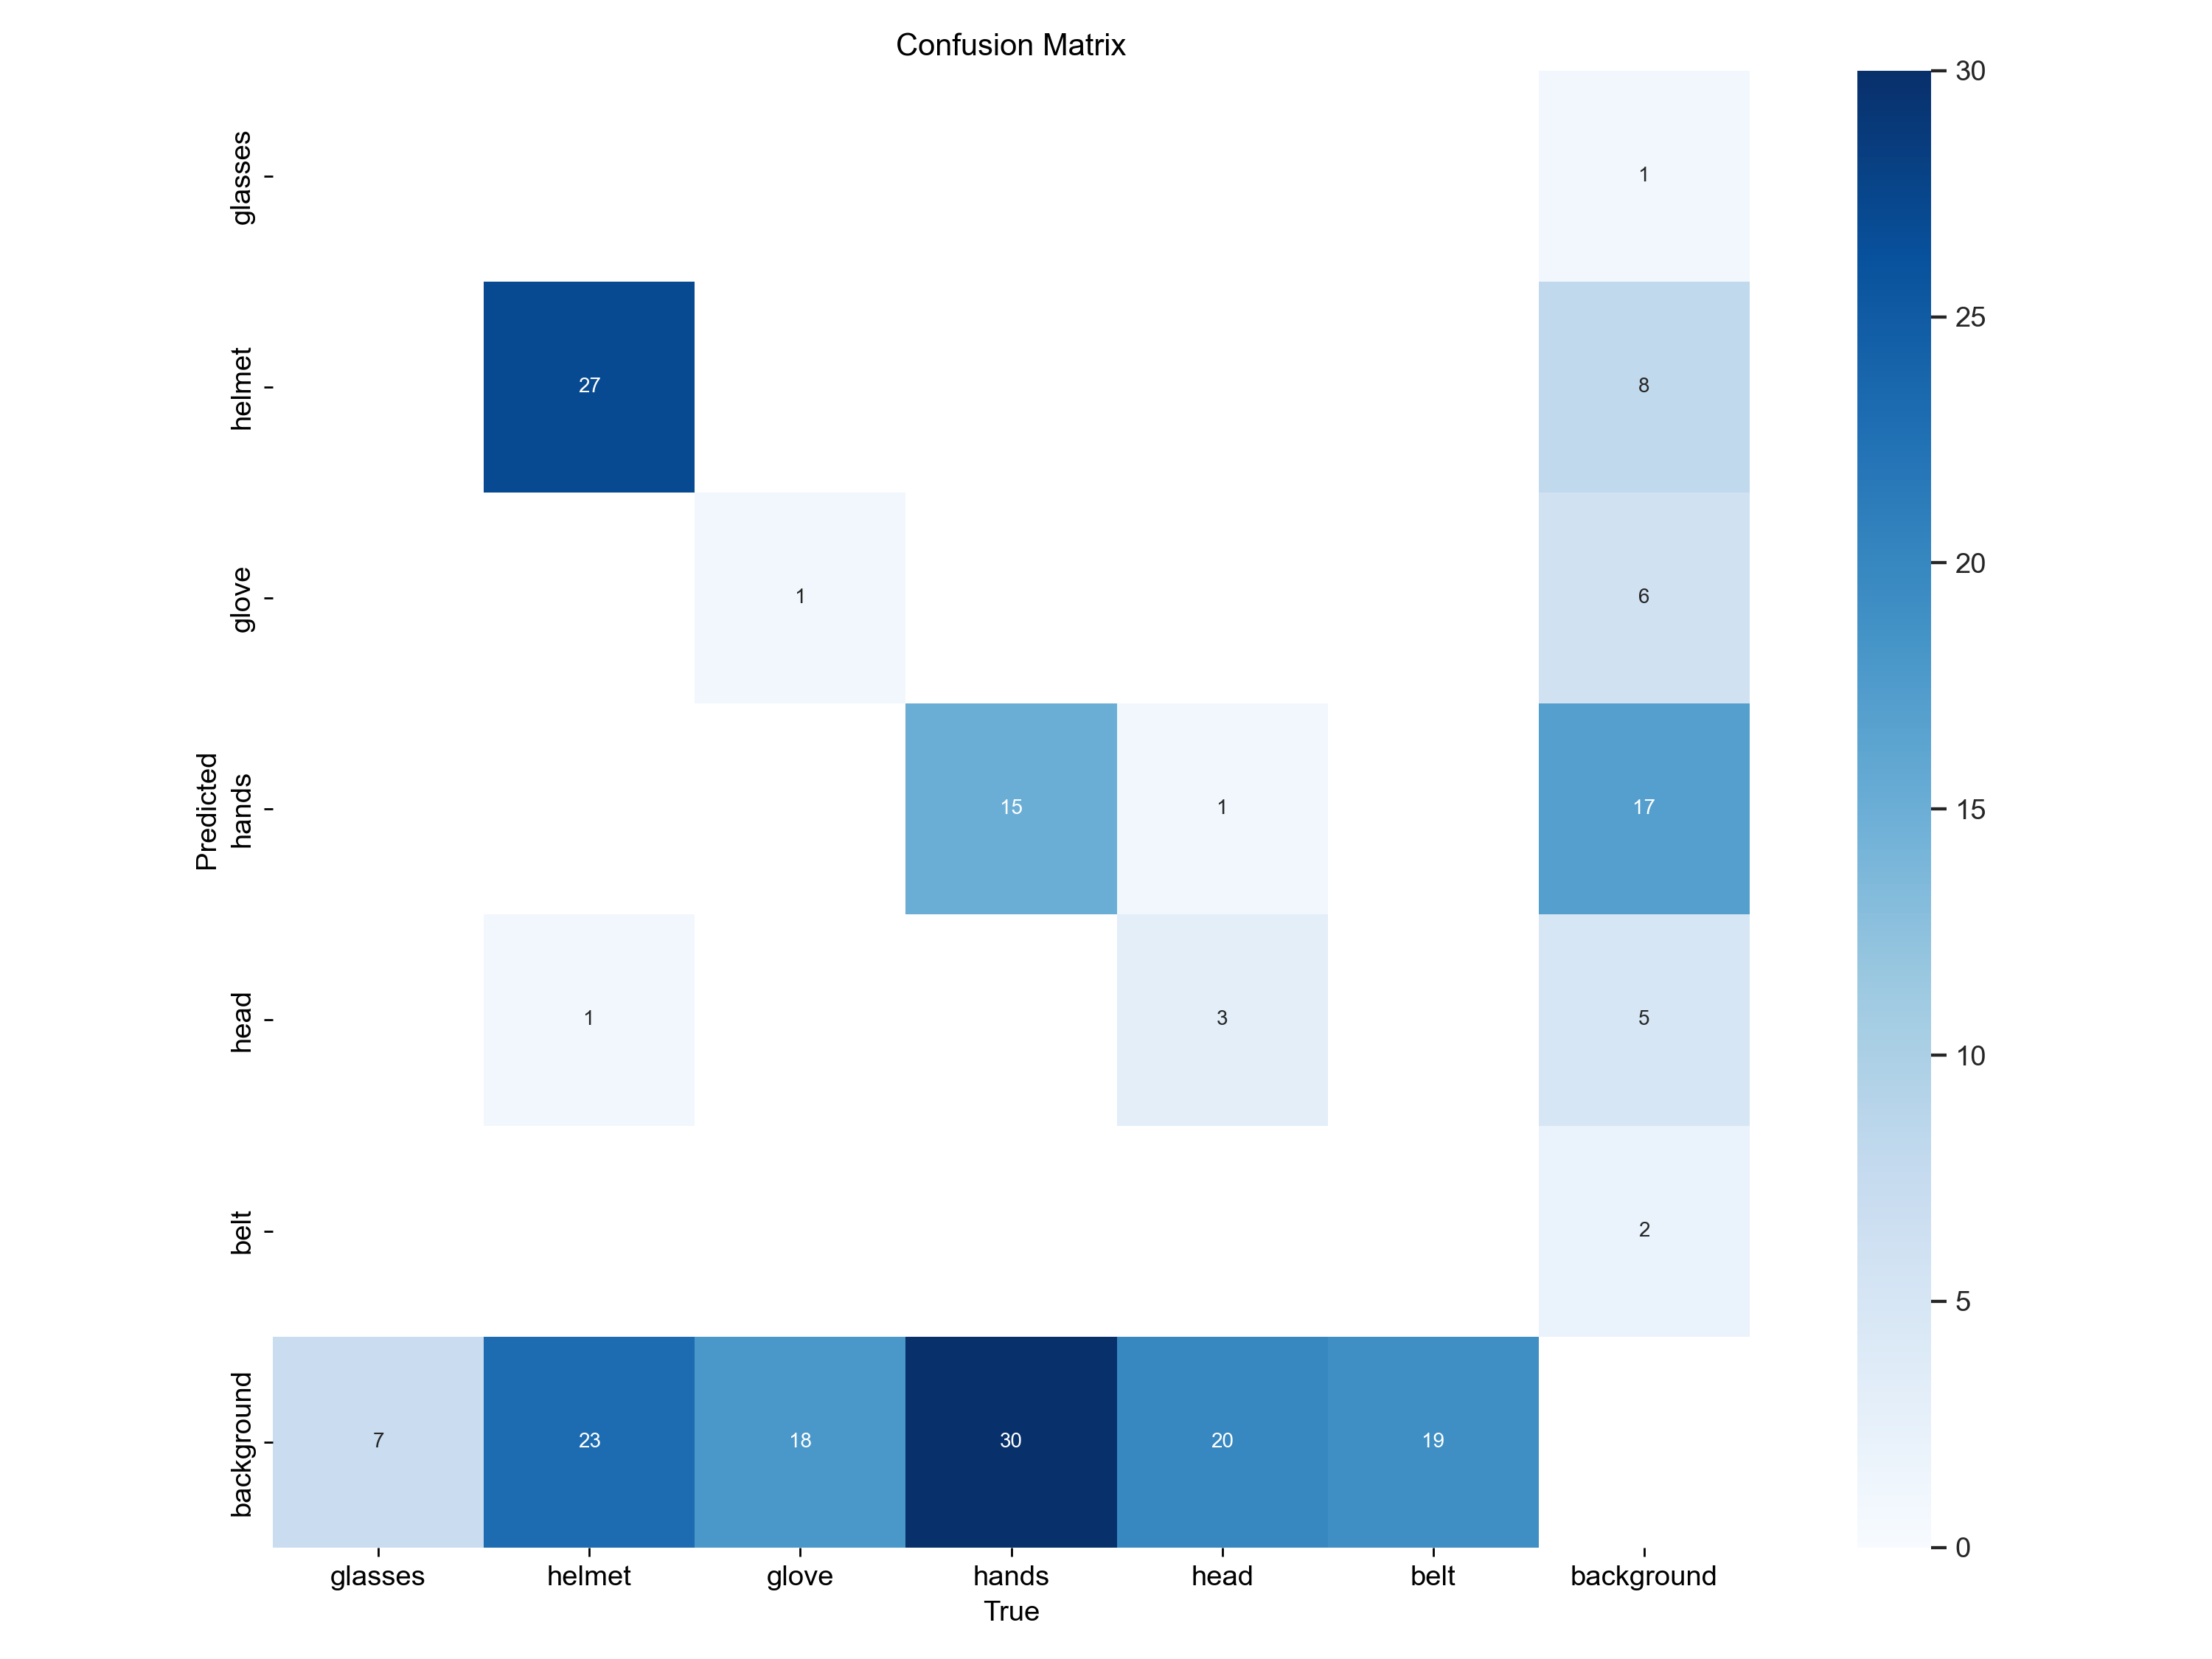 Confusion Matrix
glasses
1
helmet
27
8
glove
1
6
Predicted
hands
15
1
17
head
1
3
5
belt
2
background
7
23
18
30
20
19
glasses
helmet
glove
hands
head
belt
background
True
30
25
20
15
10
5
0